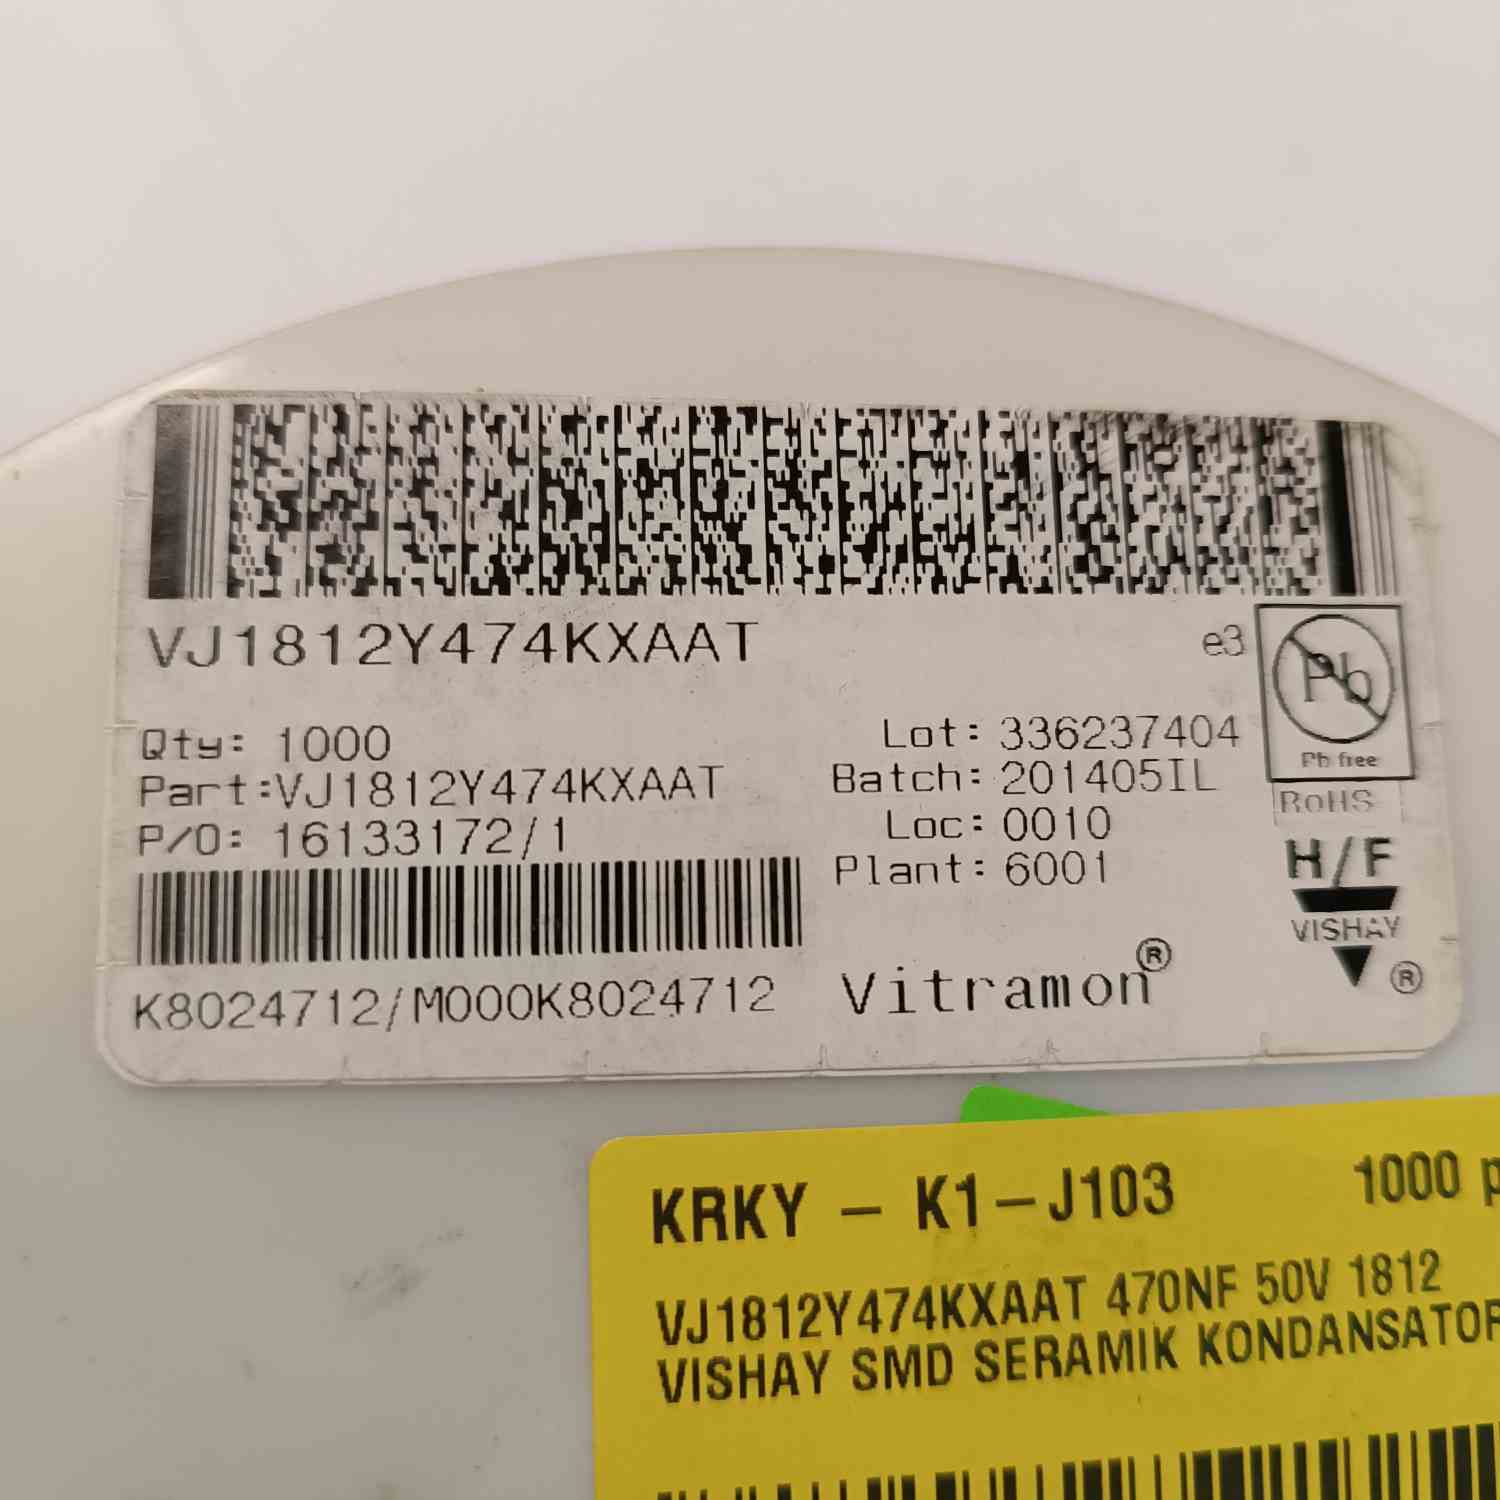 VJ1812Y474KXAAT
e3
Pb
Pb free
RoHS
Qty: 1000
Part:VJ1812Y474KXAAT
P/O: 16133172/1
Lot: 336237404
Batch: 201405IL
Loc: 0010
Plant: 6001
H/F
VISHAY
®
K8024712/M000K8024712
Vitramon®
KRKY - K1-J103 1000
VJ1812Y474KXAAT 470NF 50V 1812
VISHAY SMD SERAMIK KONDANSATOR